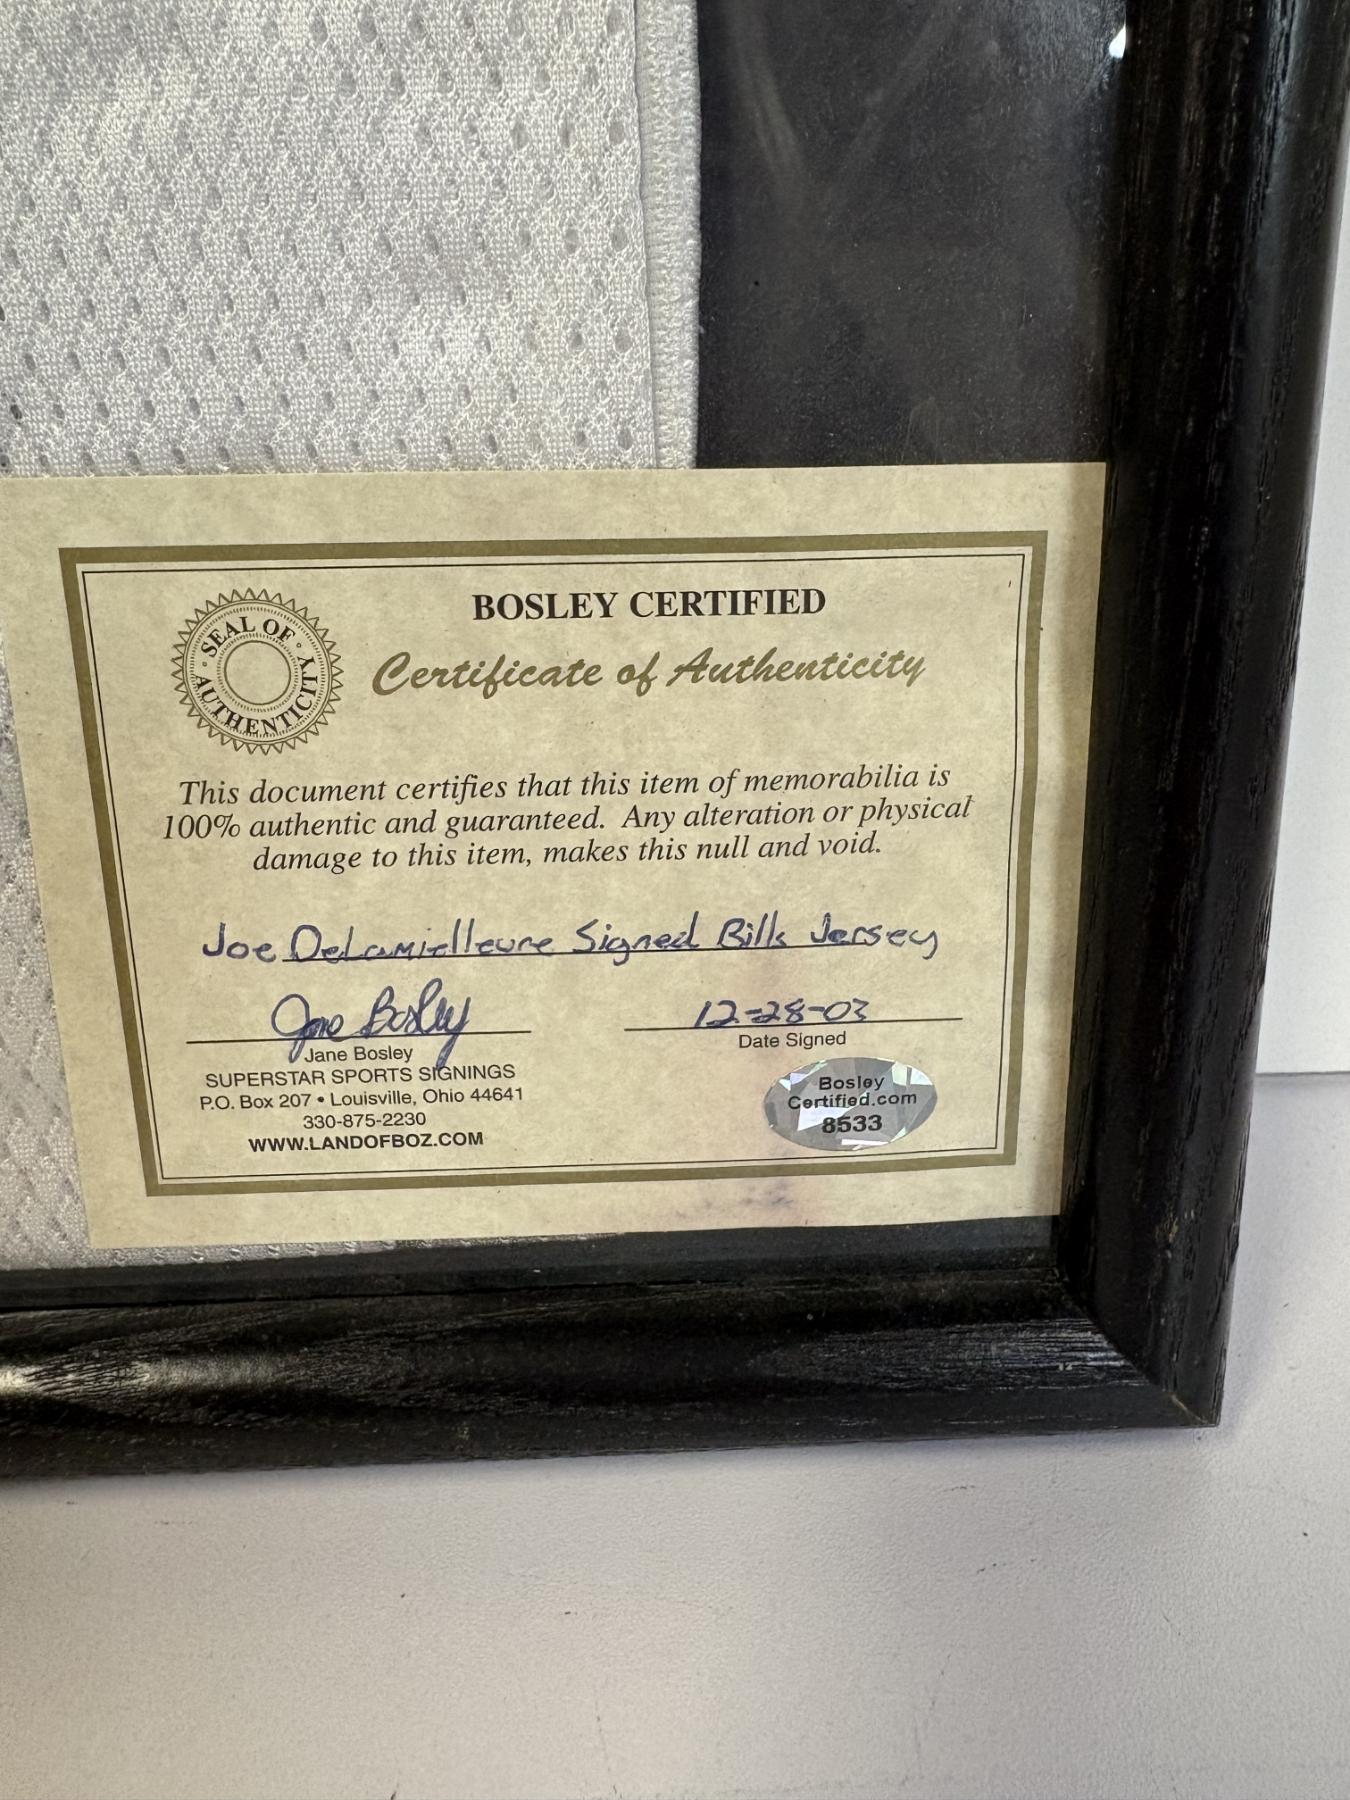 SEAL OF AUTHENTICITY
BOSLEY CERTIFIED
Certificate of Authenticity
This document certifies that this item of memorabilia is
100% authentic and guaranteed. Any alteration or physical
damage to this item, makes this null and void.
Joe DeLamielleure Signed Bills Jersey
Jane Bosley
12-28-03
Jane Bosley
Date Signed
SUPERSTAR SPORTS SIGNINGS
P.O. Box 207 • Louisville, Ohio 44641
330-875-2230
WWW.LANDOFBOZ.COM
Bosley
Certified.com
8533